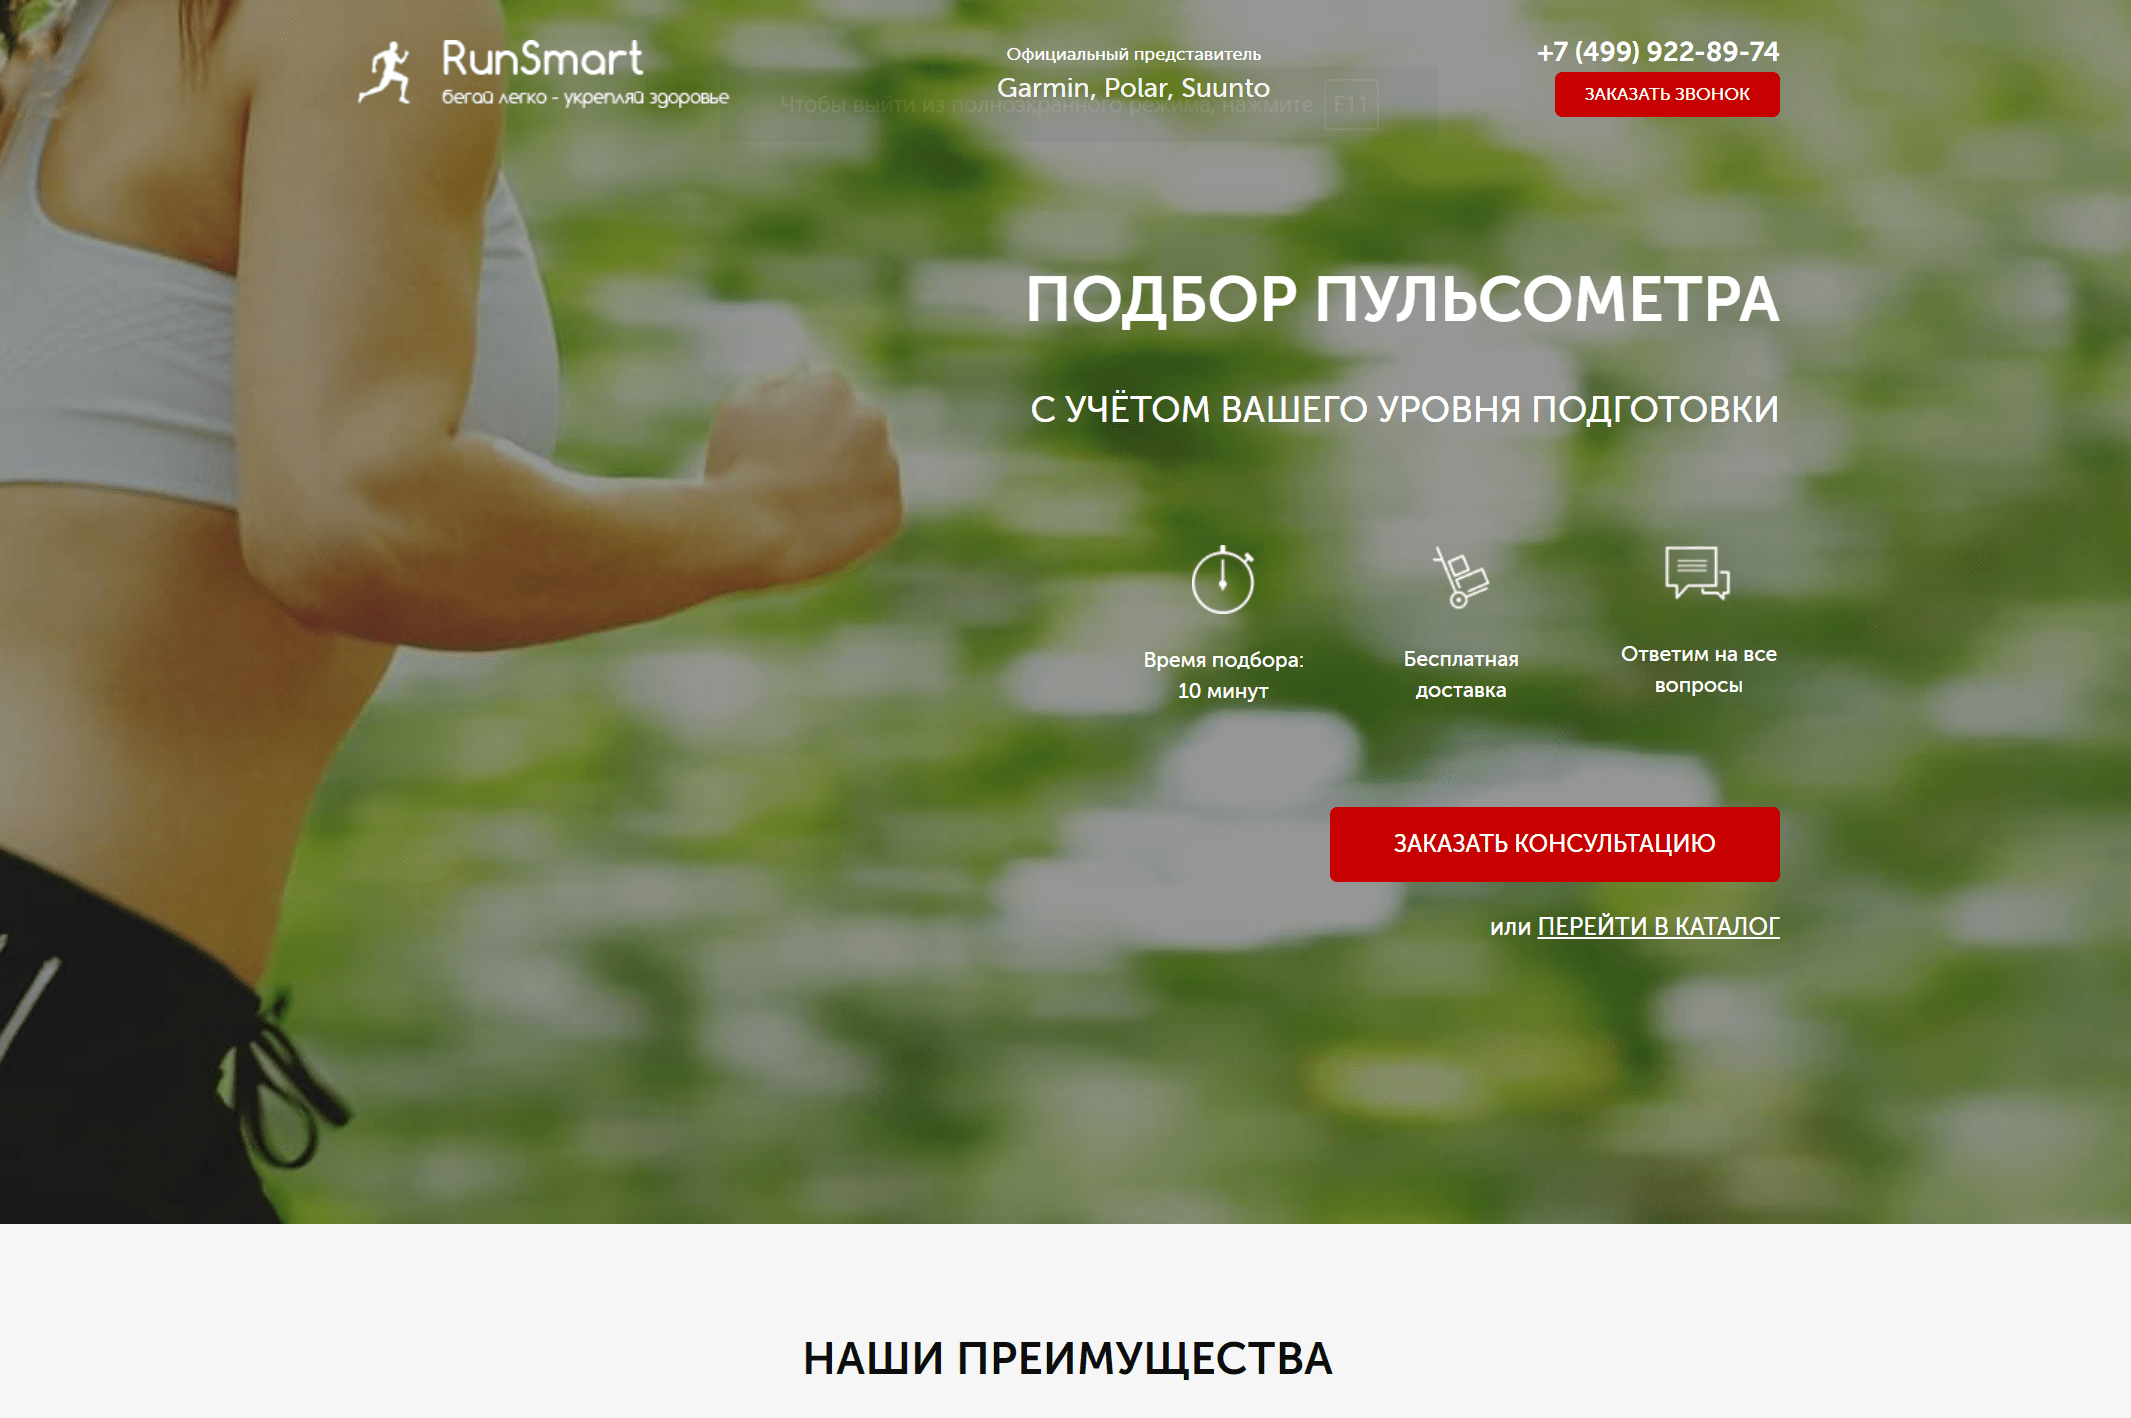 RunSmart
бегай легко - укрепляй здоровье
Официальный представитель
Garmin, Polar, Suunto
Чтобы выйти из полноэкранного режима, нажмите F11
+7 (499) 922-89-74
ЗАКАЗАТЬ ЗВОНОК
ПОДБОР ПУЛЬСОМЕТРА
С УЧЁТОМ ВАШЕГО УРОВНЯ ПОДГОТОВКИ
Время подбора:
10 минут
Бесплатная
доставка
Ответим на все
вопросы
ЗАКАЗАТЬ КОНСУЛЬТАЦИЮ
или ПЕРЕЙТИ В КАТАЛОГ
НАШИ ПРЕИМУЩЕСТВА